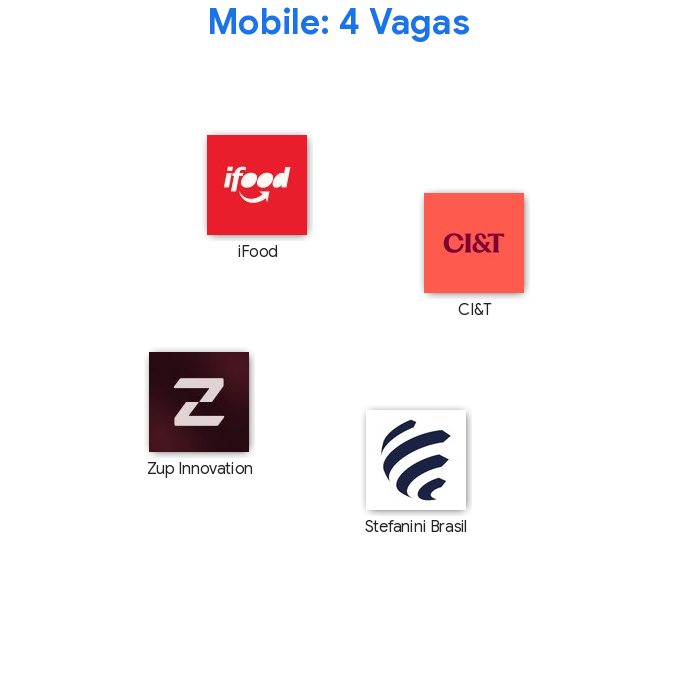 Mobile: 4 Vagas
ifood
iFood
CI&T
CI&T
Z
Zup Innovation
Stefanini Brasil